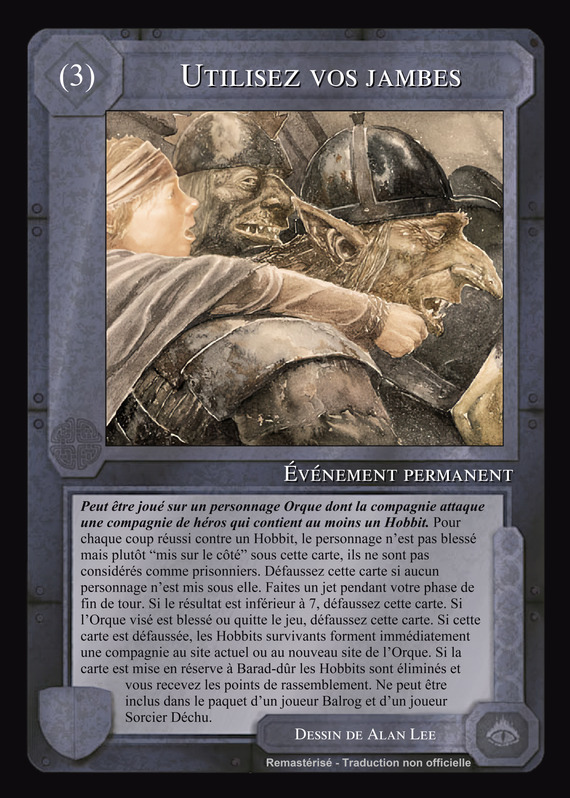 (3)
Utilisez vos jambes
Événement permanent
Peut être joué sur un personnage Orque dont la compagnie attaque
une compagnie de héros qui contient au moins un Hobbit. Pour
chaque coup réussi contre un Hobbit, le personnage n’est pas blessé
mais plutôt “mis sur le côté” sous cette carte, ils ne sont pas
considérés comme prisonniers. Défaussez cette carte si aucun
personnage n’est mis sous elle. Faites un jet pendant votre phase de
fin de tour. Si le résultat est inférieur à 7, défaussez cette carte. Si
l’Orque visé est blessé ou quitte le jeu, défaussez cette carte. Si cette
carte est défaussée, les Hobbits survivants forment immédiatement
une compagnie au site actuel ou au nouveau site de l’Orque. Si la
carte est mise en réserve à Barad-dûr les Hobbits sont éliminés et
vous recevez les points de rassemblement. Ne peut être
inclus dans le paquet d’un joueur Balrog et d’un joueur
Sorcier Déchu.
Dessin de Alan Lee
Remastérisé - Traduction non officielle